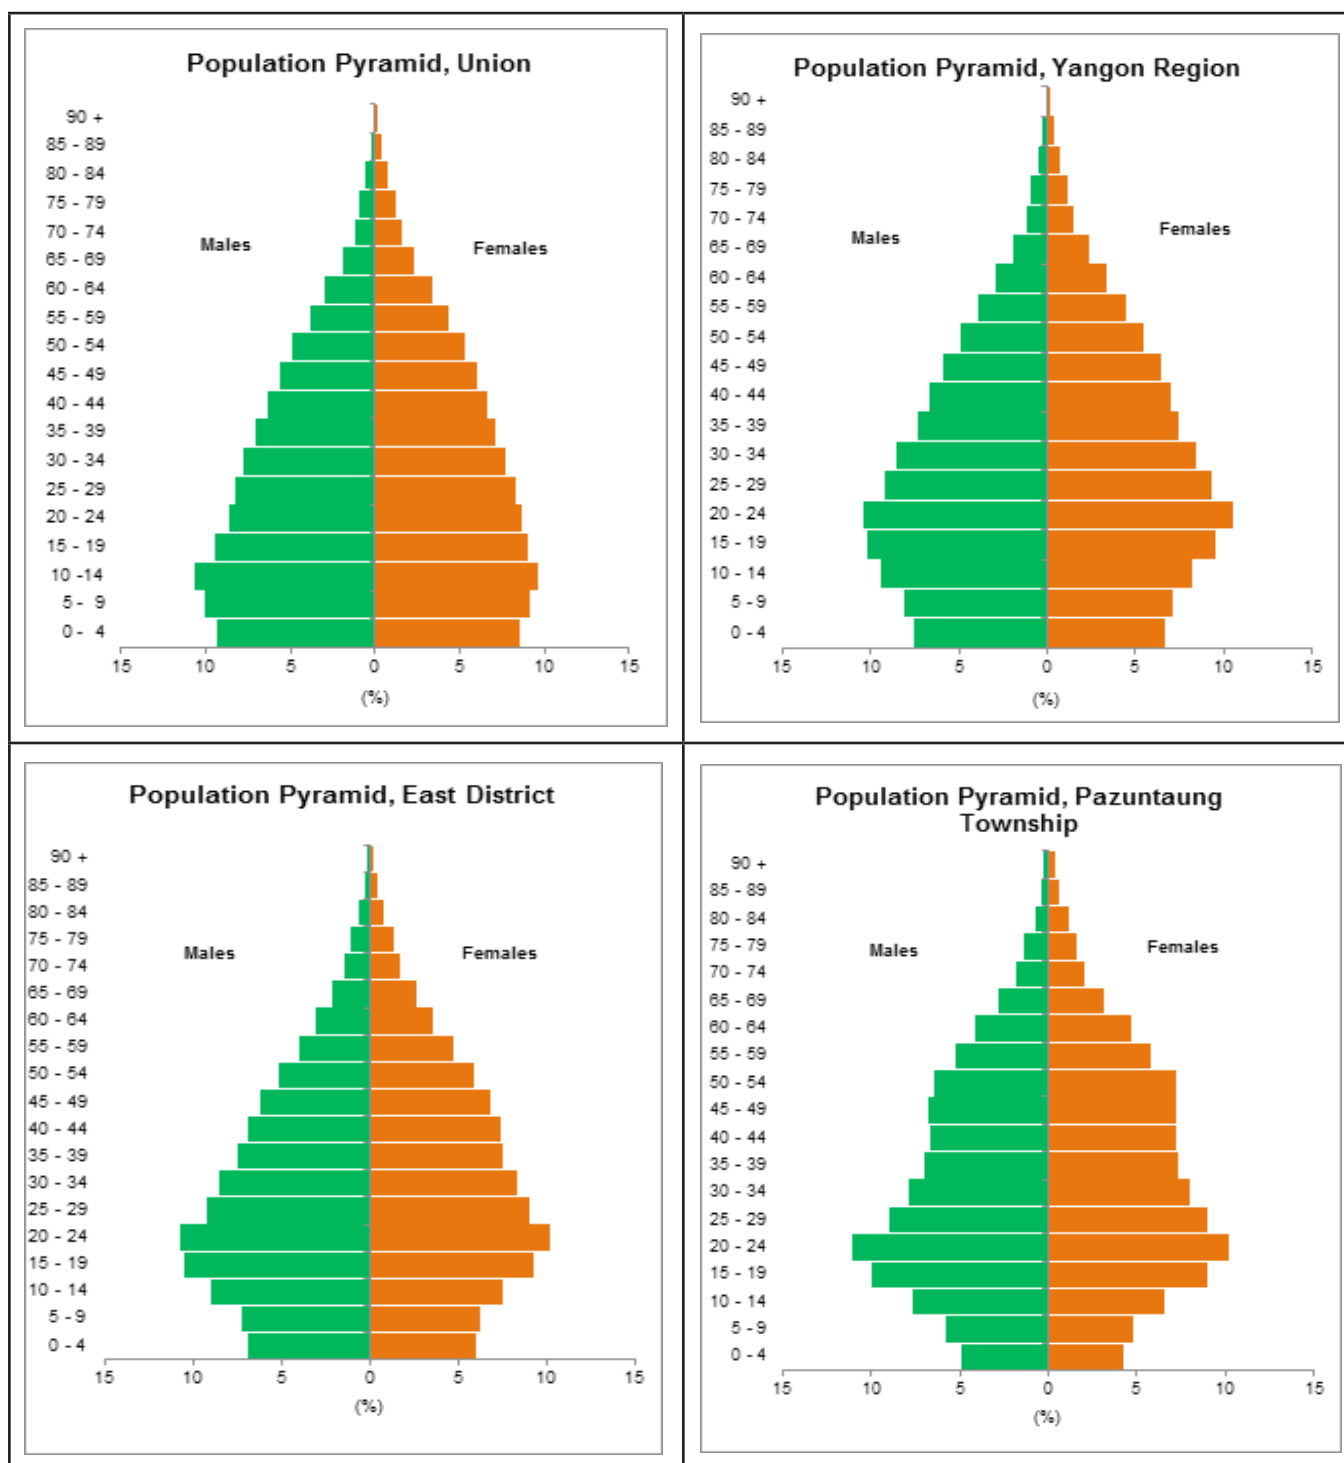 Population Pyramid, Union
90 +
85 - 89
80 - 84
75 - 79
70 - 74
65 - 69
60 - 64
55 - 59
50 - 54
45 - 49
40 - 44
35 - 39
30 - 34
25 - 29
20 - 24
15 - 19
10 -14
5 -  9
0 -  4
Males
Females
15 10 5 0 5 10 15
(%)
Population Pyramid, Yangon Region
90 +
85 - 89
80 - 84
75 - 79
70 - 74
65 - 69
60 - 64
55 - 59
50 - 54
45 - 49
40 - 44
35 - 39
30 - 34
25 - 29
20 - 24
15 - 19
10 - 14
5 - 9
0 - 4
Males
Females
15 10 5 0 5 10 15
(%)
Population Pyramid, East District
90 +
85 - 89
80 - 84
75 - 79
70 - 74
65 - 69
60 - 64
55 - 59
50 - 54
45 - 49
40 - 44
35 - 39
30 - 34
25 - 29
20 - 24
15 - 19
10 - 14
5 - 9
0 - 4
Males
Females
15 10 5 0 5 10 15
(%)
Population Pyramid, Pazuntaung
Township
90 +
85 - 89
80 - 84
75 - 79
70 - 74
65 - 69
60 - 64
55 - 59
50 - 54
45 - 49
40 - 44
35 - 39
30 - 34
25 - 29
20 - 24
15 - 19
10 - 14
5 - 9
0 - 4
Males
Females
15 10 5 0 5 10 15
(%)